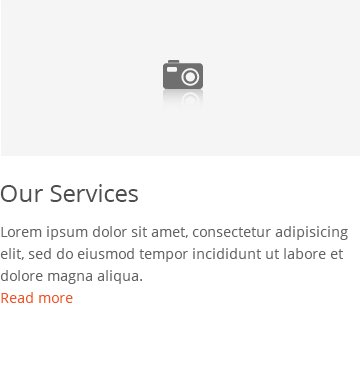 Our Services
Lorem ipsum dolor sit amet, consectetur adipisicing
elit, sed do eiusmod tempor incididunt ut labore et
dolore magna aliqua.
Read more